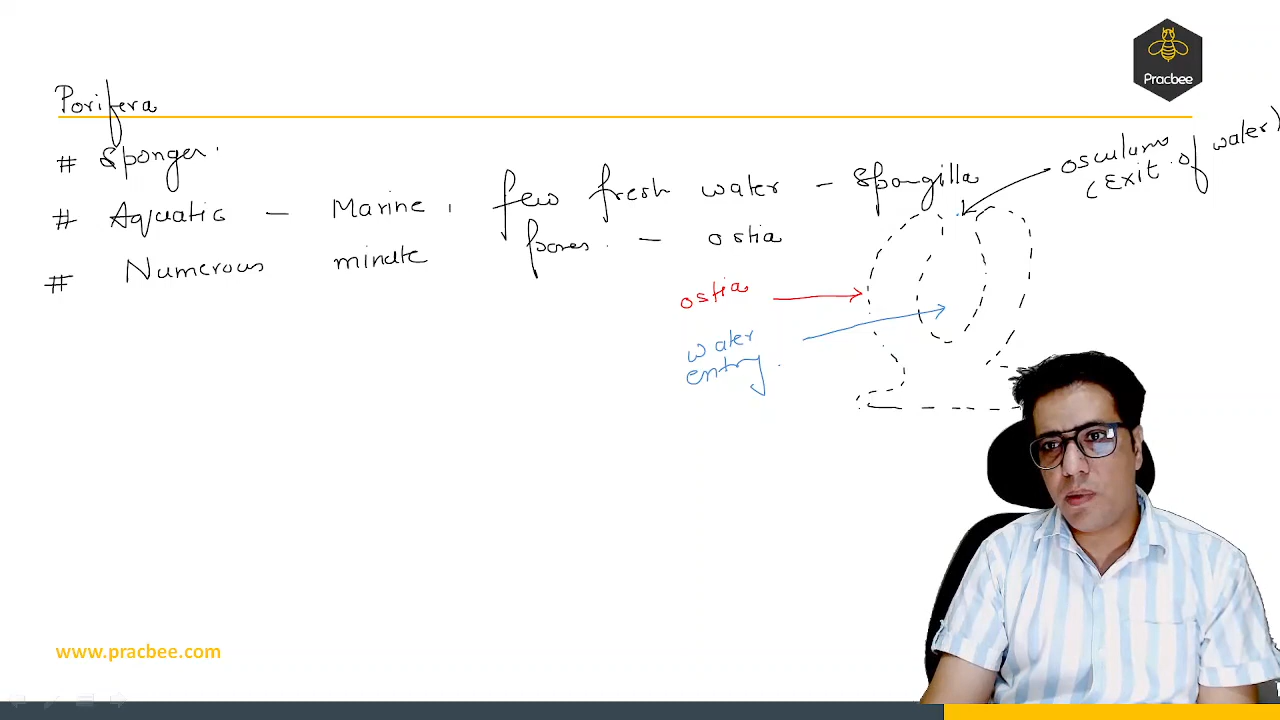 Pracbee
Porifera
# Sponges.
# Aquatic - Marine, few fresh water - Spongilla
# Numerous minute pores. - ostia
osculum
(Exit of water)
ostia
water
entry
www.pracbee.com